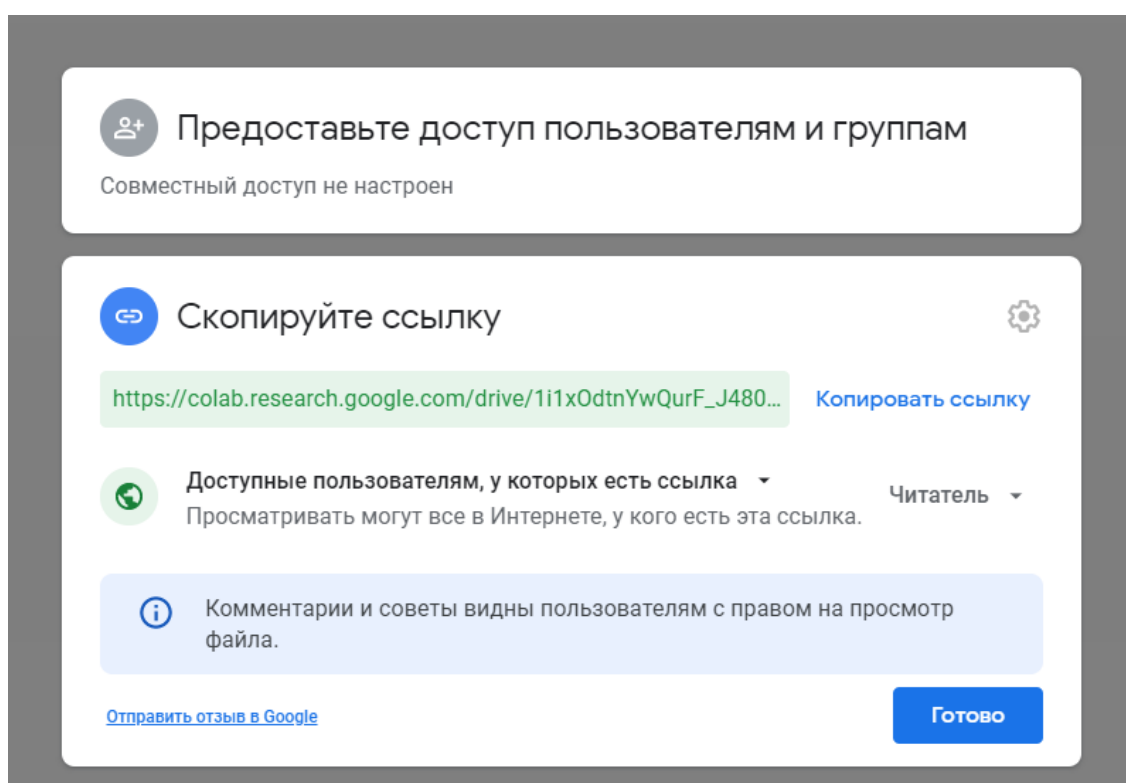 Предоставьте доступ пользователям и группам
Совместный доступ не настроен
Скопируйте ссылку
https://colab.research.google.com/drive/1i1xOdtnYwQurF_J480...
Копировать ссылку
Доступные пользователям, у которых есть ссылка
Читатель
Просматривать могут все в Интернете, у кого есть эта ссылка.
Комментарии и советы видны пользователям с правом на просмотр
файла.
Отправить отзыв в Google
Готово